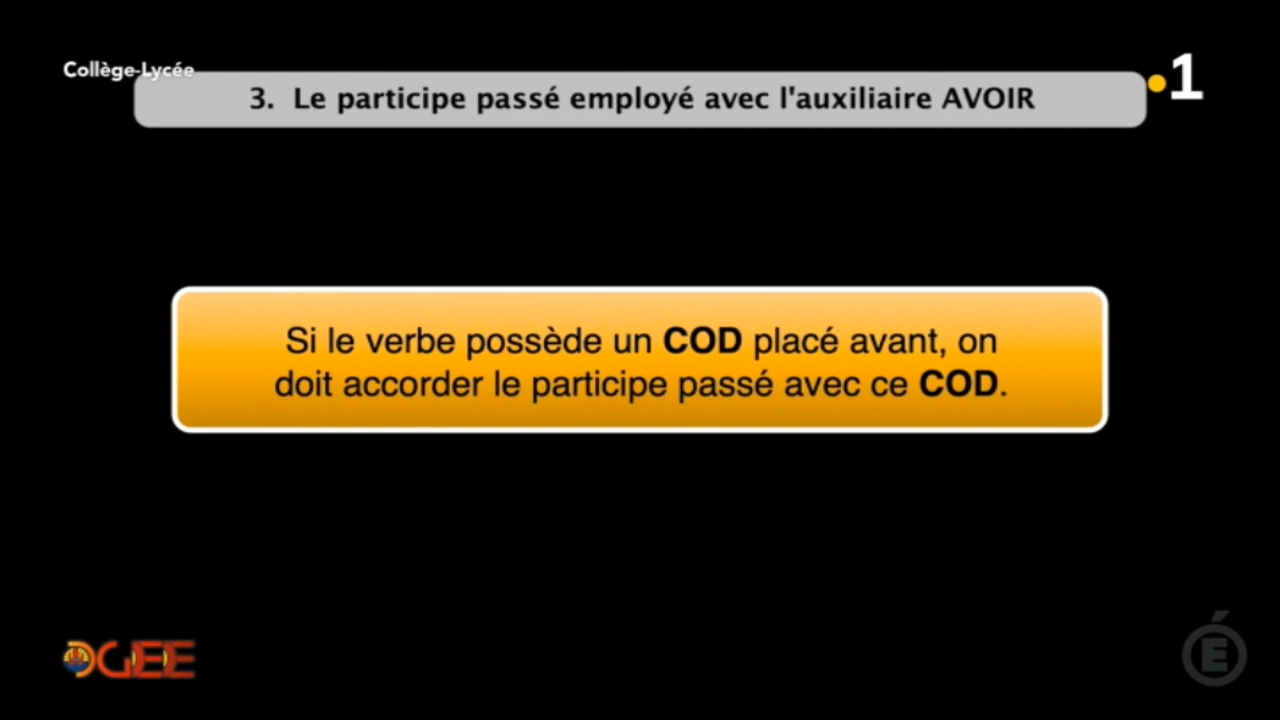 Collège-Lycée
1
3. Le participe passé employé avec l'auxiliaire AVOIR
Si le verbe possède un COD placé avant, on
doit accorder le participe passé avec ce COD.
DGEE
É